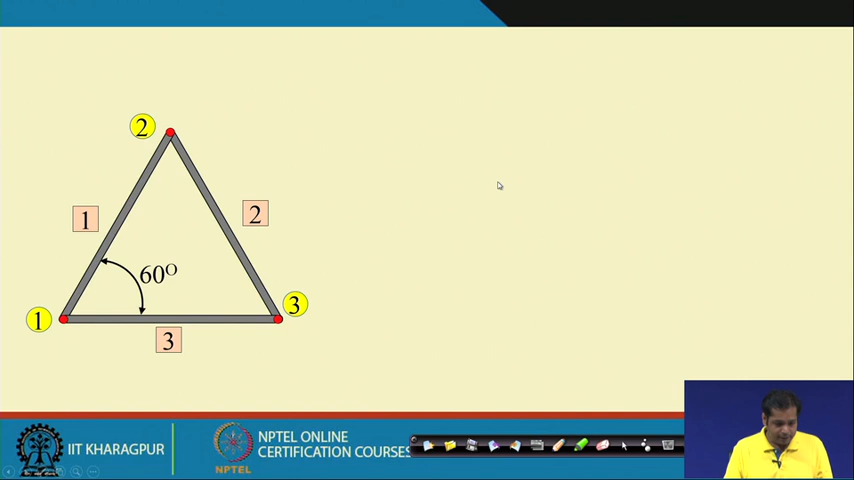 2
1
2
60°
1
3
3
IIT KHARAGPUR
NPTEL
NPTEL ONLINE
CERTIFICATION COURSES